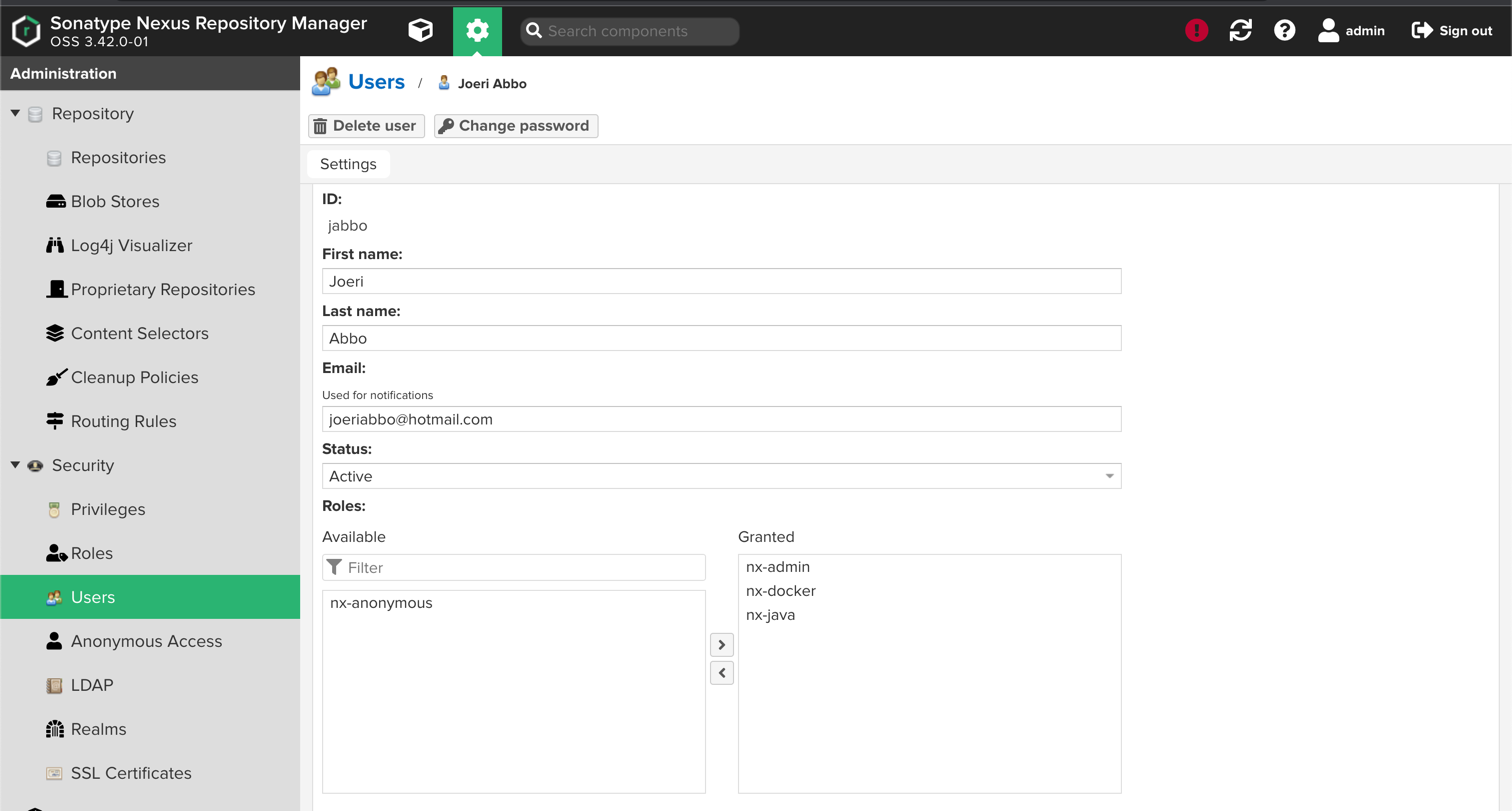 Sonatype Nexus Repository Manager
OSS 3.42.0-01
Search components
admin
Sign out
Administration
Repository
Repositories
Blob Stores
Log4j Visualizer
Proprietary Repositories
Content Selectors
Cleanup Policies
Routing Rules
Security
Privileges
Roles
Users
Anonymous Access
LDAP
Realms
SSL Certificates
Users / Joeri Abbo
Delete user
Change password
Settings
ID:
jabbo
First name:
Joeri
Last name:
Abbo
Email:
Used for notifications
joeriabbo@hotmail.com
Status:
Active
Roles:
Available
Filter
nx-anonymous
Granted
nx-admin
nx-docker
nx-java